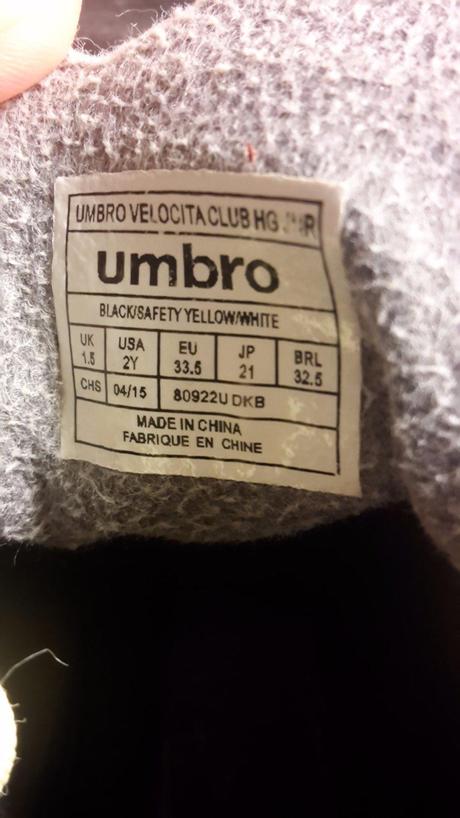 UMBRO VELOCITA CLUB HG JNR
umbro
BLACK/SAFETY YELLOW/WHITE
UK USA EU JP BRL
1.5 2Y 33.5 21 32.5
CHS 04/15 80922U DKB
MADE IN CHINA
FABRIQUE EN CHINE